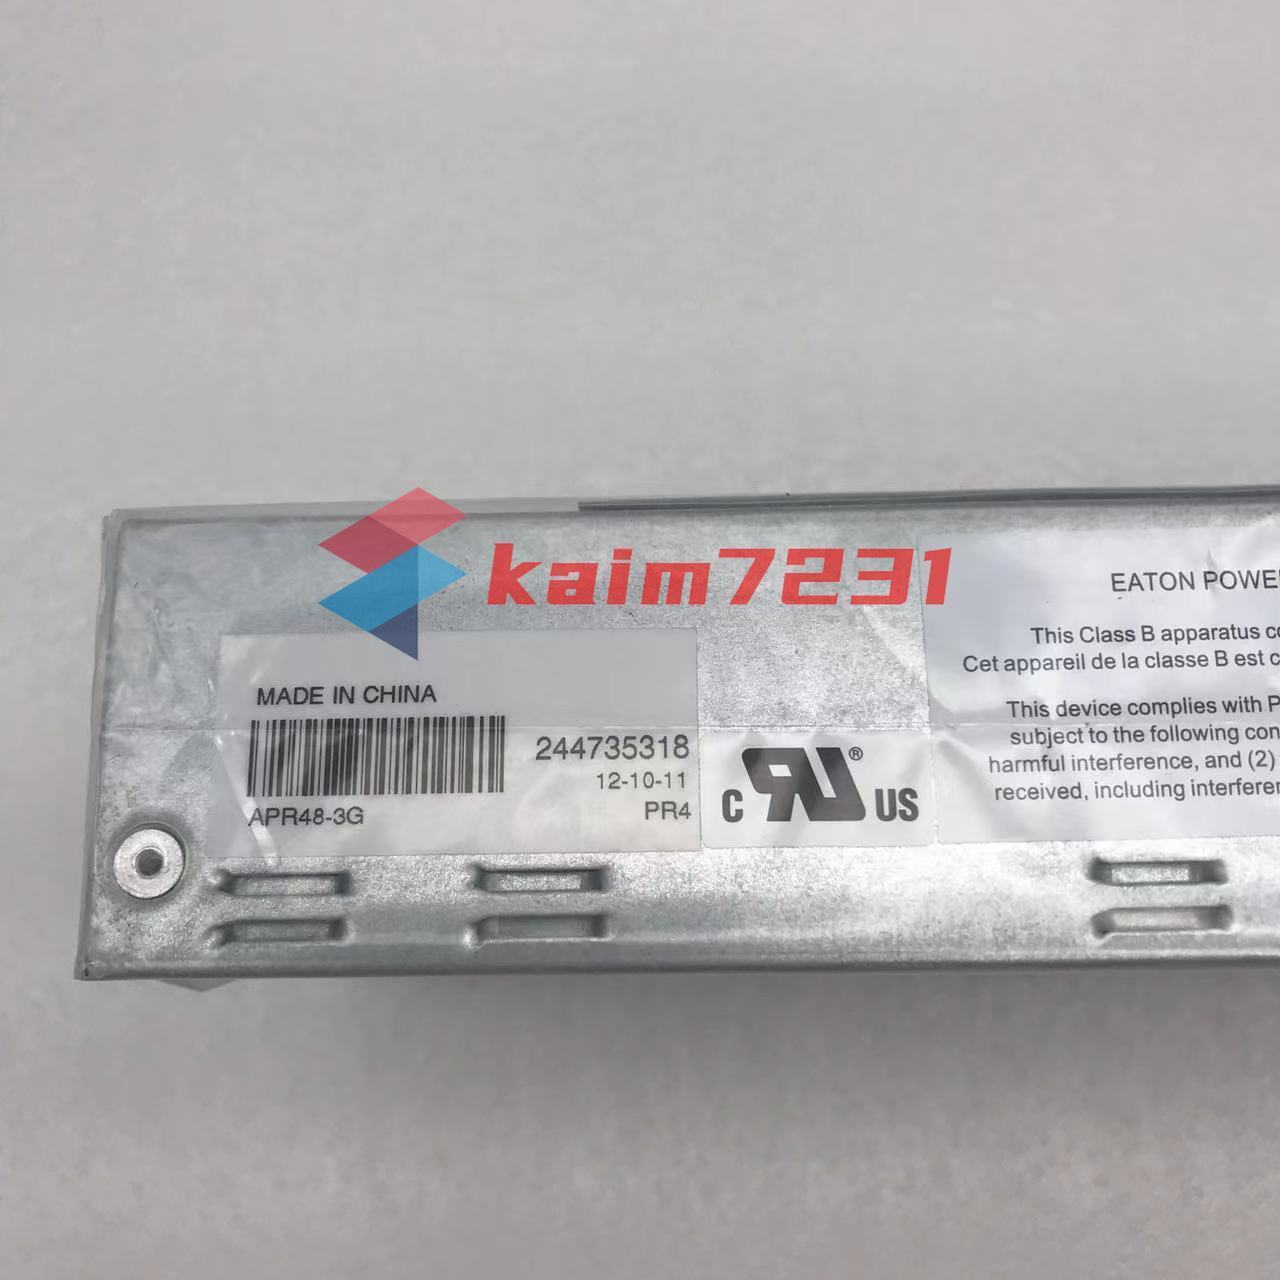 kaim7231
MADE IN CHINA
244735318
12-10-11
APR48-3G
PR4
C RU® US
EATON POWE
This Class B apparatus co
Cet appareil de la classe B est c
This device complies with P
subject to the following con
harmful interference, and (2)
received, including interferen